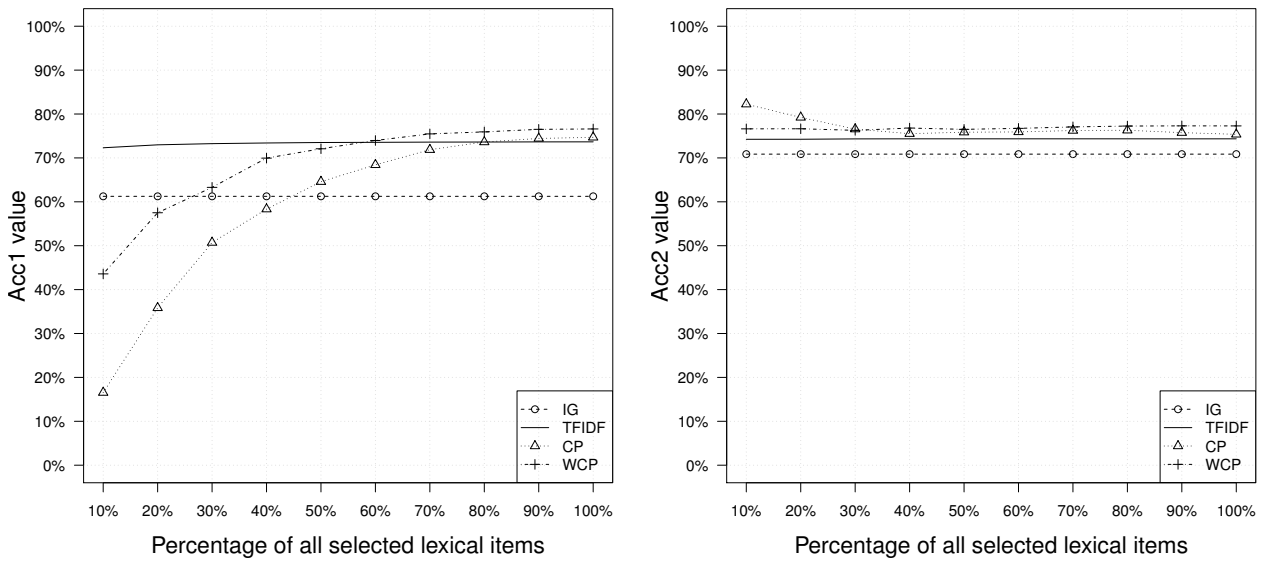 100%
90%
80%
70%
60%
50%
40%
30%
20%
10%
0%
Acc1 value
10% 20% 30% 40% 50% 60% 70% 80% 90% 100%
Percentage of all selected lexical items
IG
TFIDF
CP
WCP
100%
90%
80%
70%
60%
50%
40%
30%
20%
10%
0%
Acc2 value
10% 20% 30% 40% 50% 60% 70% 80% 90% 100%
Percentage of all selected lexical items
IG
TFIDF
CP
WCP